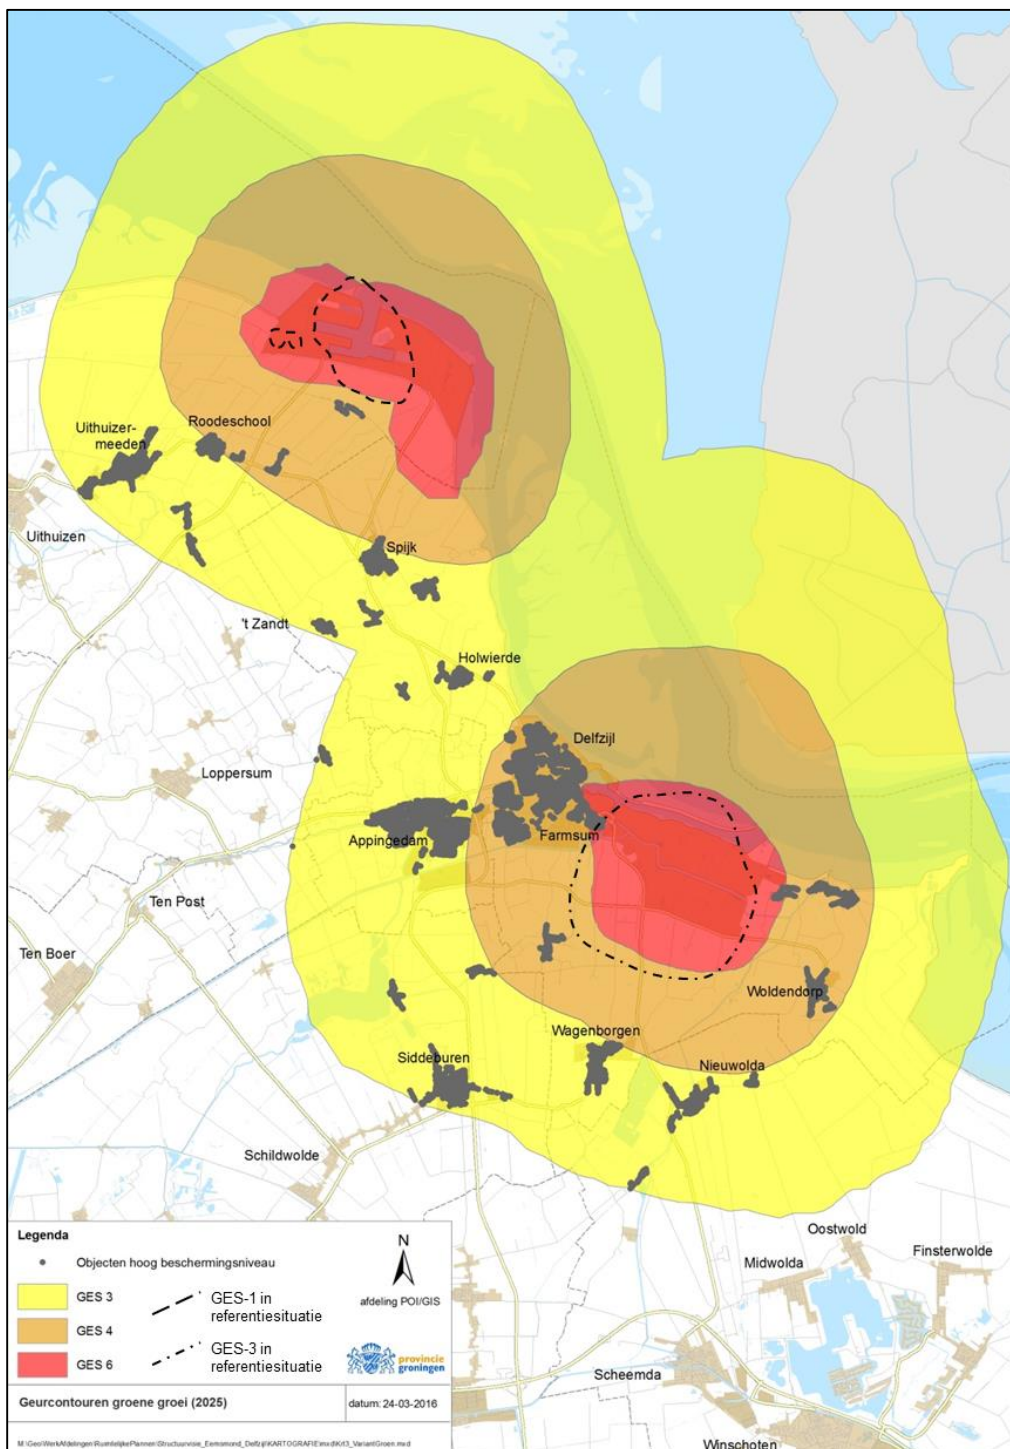 Uithuizer-
meeden
Roodeschool
Uithuizen
Spijk
't Zandt
Holwierde
Delfzijl
Loppersum
Appingedam
Farmsum
Ten Post
Ten Boer
Woldendorp
Wagenborgen
Siddeburen
Nieuwolda
Schildwolde
Oostwold
Midwolda
Finsterwolde
Scheemda
Winschoten
Legenda
Objecten hoog beschermingsniveau
GES 3
GES 4
GES 6
GES-1 in
referentiesituatie
GES-3 in
referentiesituatie
N
afdeling POI/GIS
provincie
groningen
Geurcontouren groene groei (2025)
datum: 24-03-2016